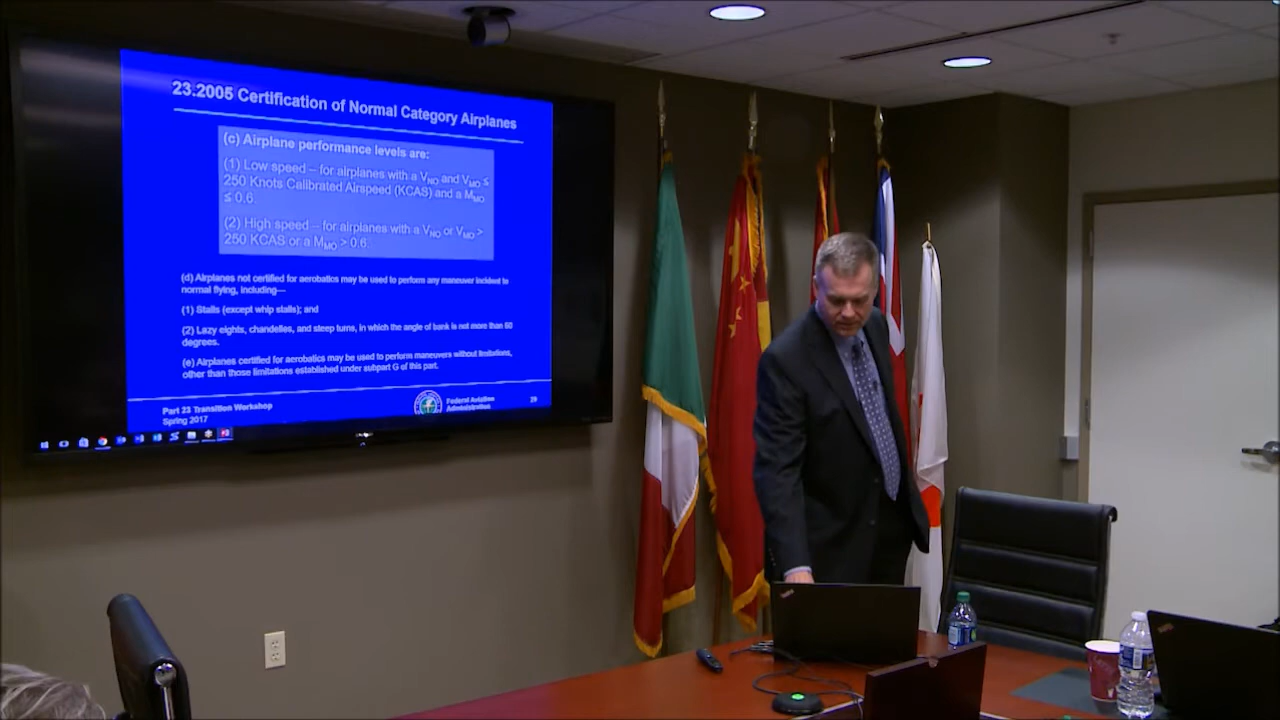 23.2005 Certification of Normal Category Airplanes
(c) Airplane performance levels are:
(1) Low speed – for airplanes with a VNO and VMO ≤
250 Knots Calibrated Airspeed (KCAS) and a MMO
≤ 0.6.
(2) High speed – for airplanes with a VNO or VMO >
250 KCAS or a MMO > 0.6.
(d) Airplanes not certified for aerobatics may be used to perform any maneuver incident to
normal flying, including—
(1) Stalls (except whip stalls); and
(2) Lazy eights, chandelles, and steep turns, in which the angle of bank is not more than 60
degrees.
(e) Airplanes certified for aerobatics may be used to perform maneuvers without limitations,
other than those limitations established under subpart G of this part.
Part 23 Transition Workshop
Spring 2017
Federal Aviation
Administration
29